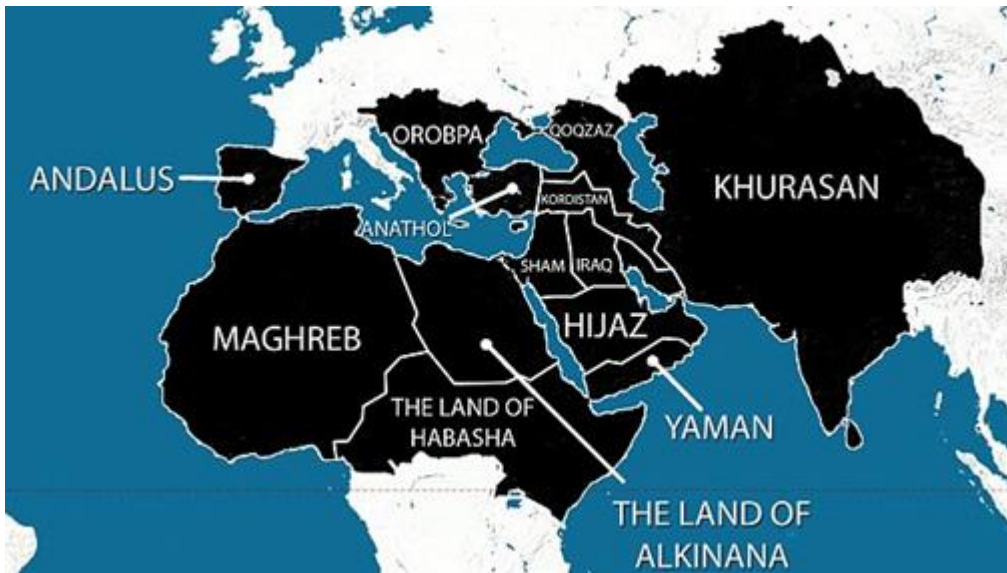 OROBPA
QOQZAZ
ANDALUS
KHURASAN
ANATHOL
KORDISTAN
SHAM
IRAQ
HIJAZ
MAGHREB
THE LAND OF
HABASHA
YAMAN
THE LAND OF
ALKINANA